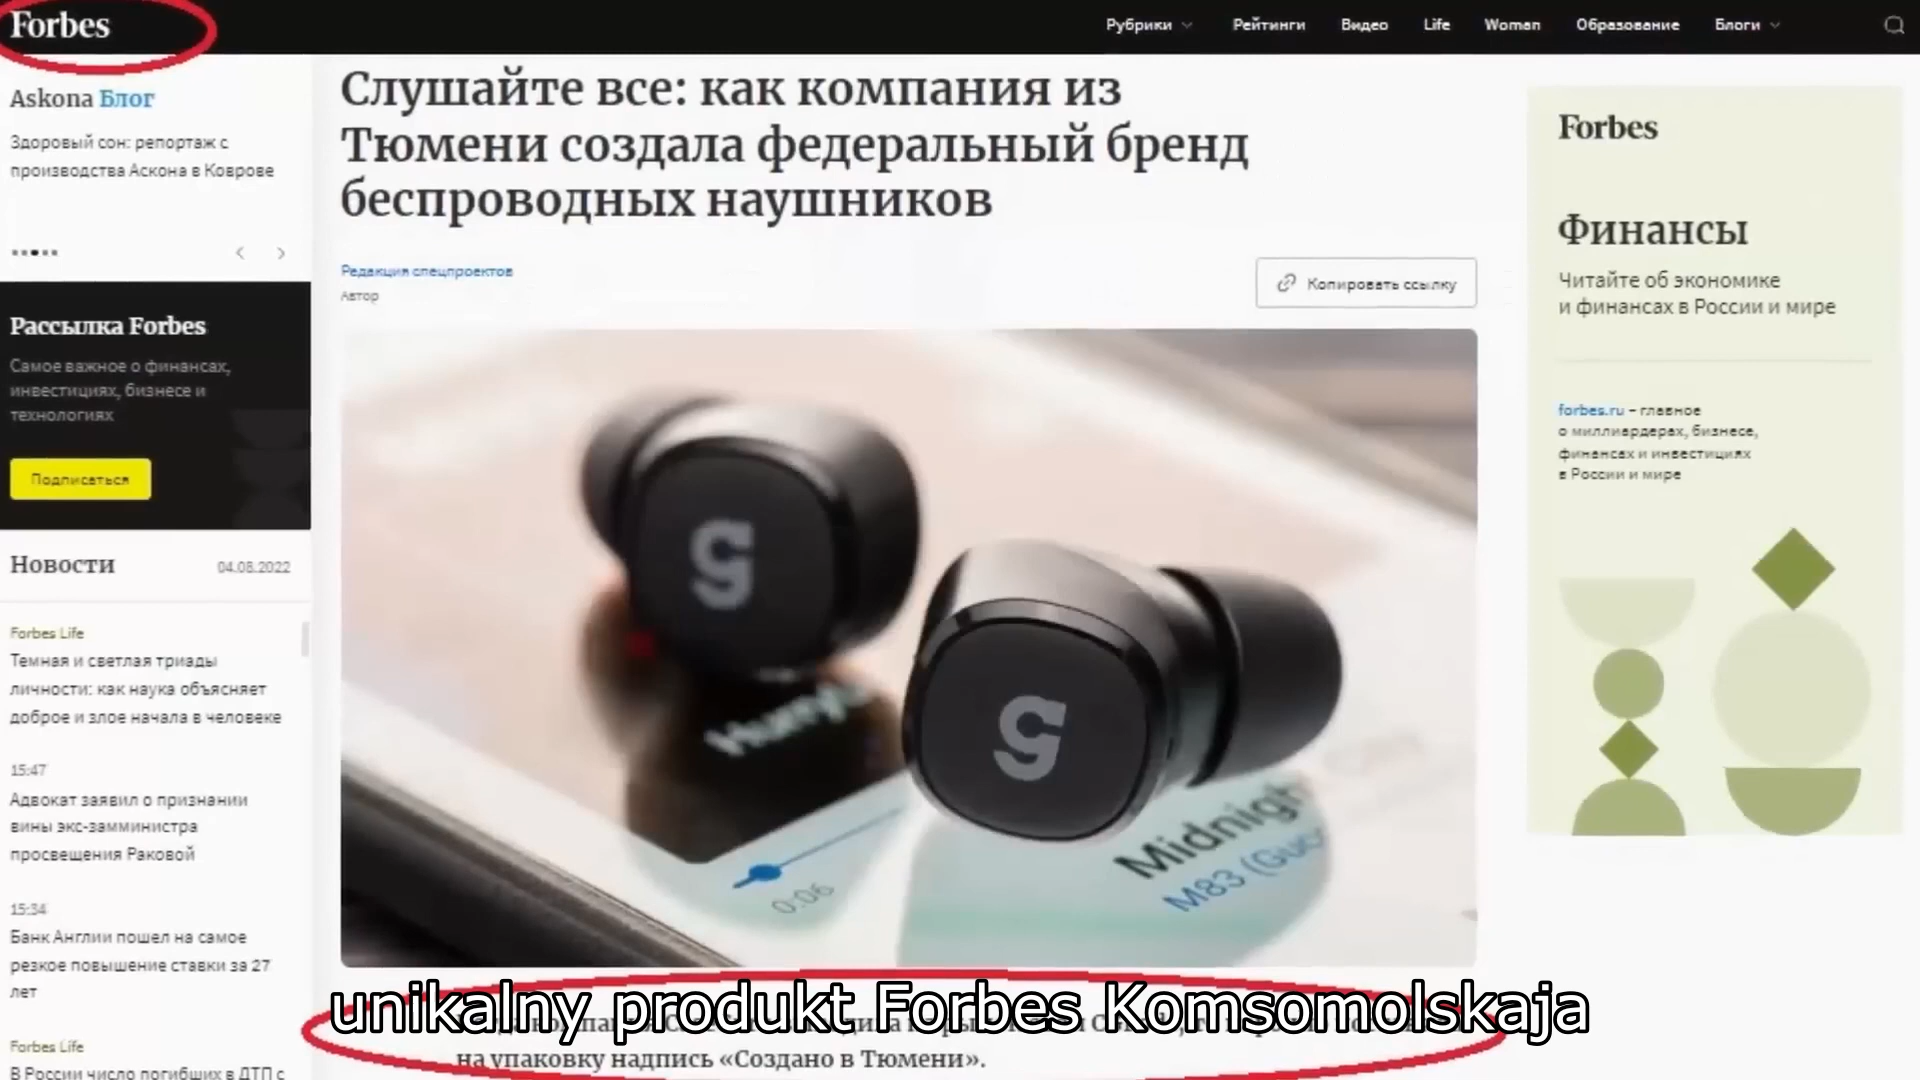 Forbes
Рубрики
Рейтинги
Видео
Life
Woman
Образование
Блоги
Askona Блог
Здоровый сон: репортаж с
производства Аскона в Коврове
Рассылка Forbes
Самое важное о финансах,
инвестициях, бизнесе и
технологиях
Подписаться
Новости
04.08.2022
Forbes Life
Темная и светлая триады
личности: как наука объясняет
доброе и злое начала в человеке
15:47
Адвокат заявил о признании
вины экс-замминистра
просвещения Раковой
15:34
Банк Англии пошел на самое
резкое повышение ставки за 27
лет
Forbes Life
В России число погибших в ДТП с
Слушайте все: как компания из
Тюмени создала федеральный бренд
беспроводных наушников
Редакция спецпроектов
Автор
Копировать ссылку
0:06
M83
unikalny produkt Forbes Komsomolskaja
на упаковку надпись «Создано в Тюмени».
Forbes
Финансы
Читайте об экономике
и финансах в России и мире
forbes.ru – главное
о миллиардерах, бизнесе,
финансах и инвестициях
в России и мире